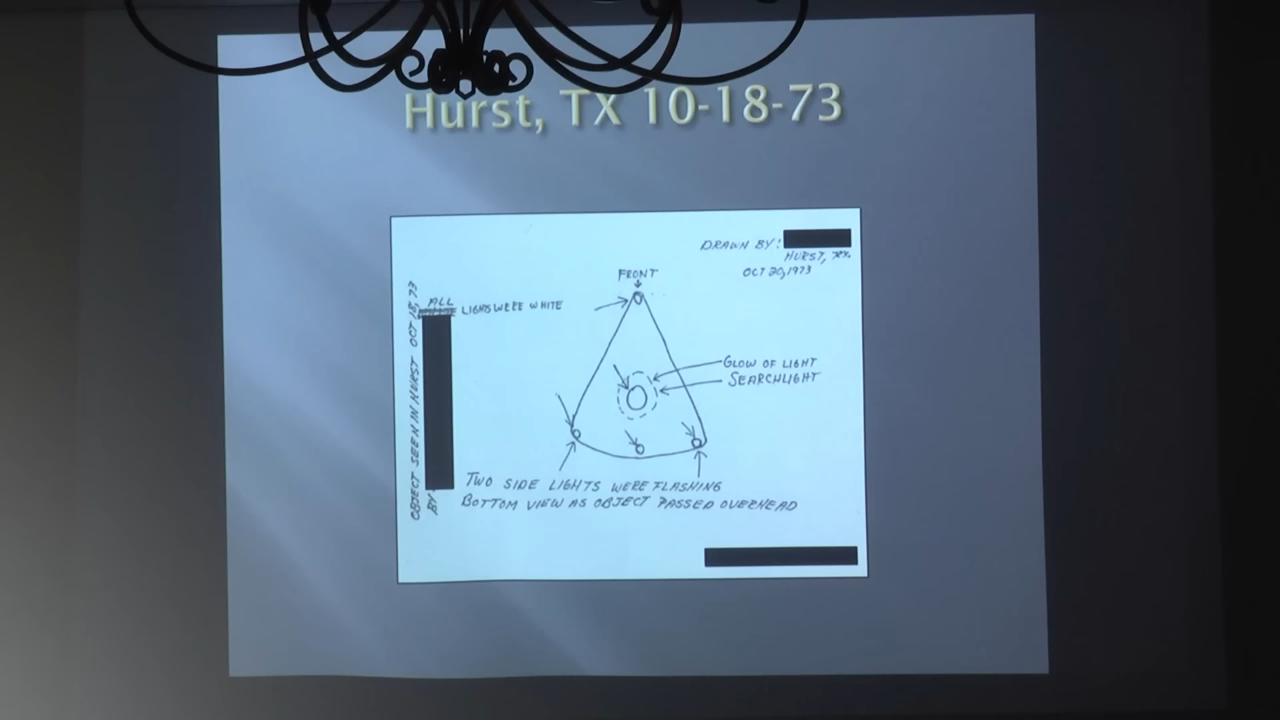 Hurst, TX 10-18-73
DRAWN BY:
HURST, TEX.
OCT 20, 1973
FRONT
ALL
LIGHTS WERE WHITE
GLOW OF LIGHT
SEARCHLIGHT
TWO SIDE LIGHTS WERE FLASHING
BOTTOM VIEW AS OBJECT PASSED OVERHEAD
OBJECT SEEN IN HURST OCT 18, 73
BY